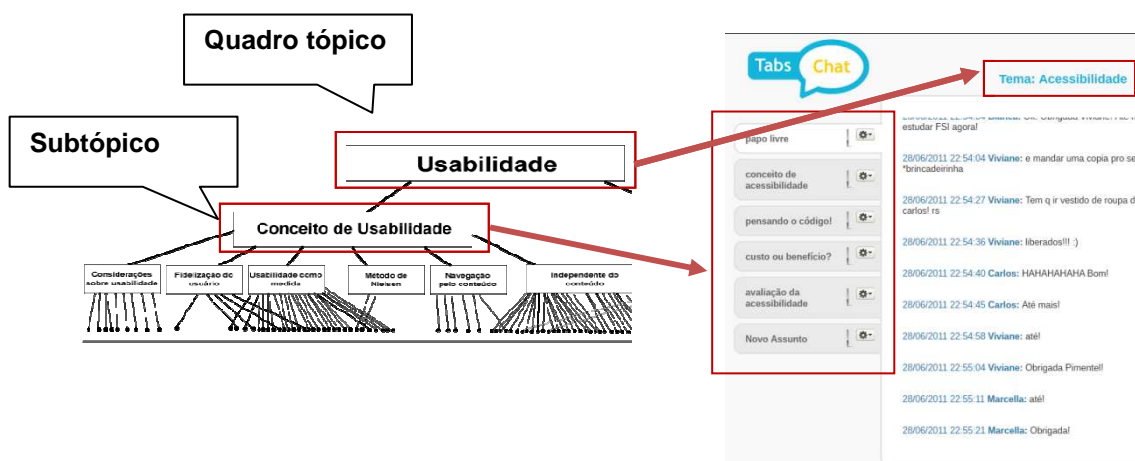 Quadro tópico
Subtópico
Usabilidade
Conceito de Usabilidade
Considerações
sobre usabilidade
Fidelização do
usuário
Usabilidade como
medida
Método de
Nielsen
Navegação
pelo conteúdo
Independente do
conteúdo
Tabs
Chat
Tema: Acessibilidade
papo livre
conceito de
acessibilidade
pensando o código!
custo ou benefício?
avaliação da
acessibilidade
Novo Assunto
estudar FSI agora!
28/06/2011 22:54:04 Viviane: e mandar uma copia pro
*brincadeirinha
28/06/2011 22:54:27 Viviane: Tem q ir vestido de roupa
carlos! rs
28/06/2011 22:54:36 Viviane: liberados!!! :)
28/06/2011 22:54:40 Carlos: HAHAHAHAHA Bom!
28/06/2011 22:54:45 Carlos: Até mais!
28/06/2011 22:54:58 Viviane: até!
28/06/2011 22:55:04 Viviane: Obrigada Pimentel!
28/06/2011 22:55:11 Marcella: até!
28/06/2011 22:55:21 Marcella: Obrigada!